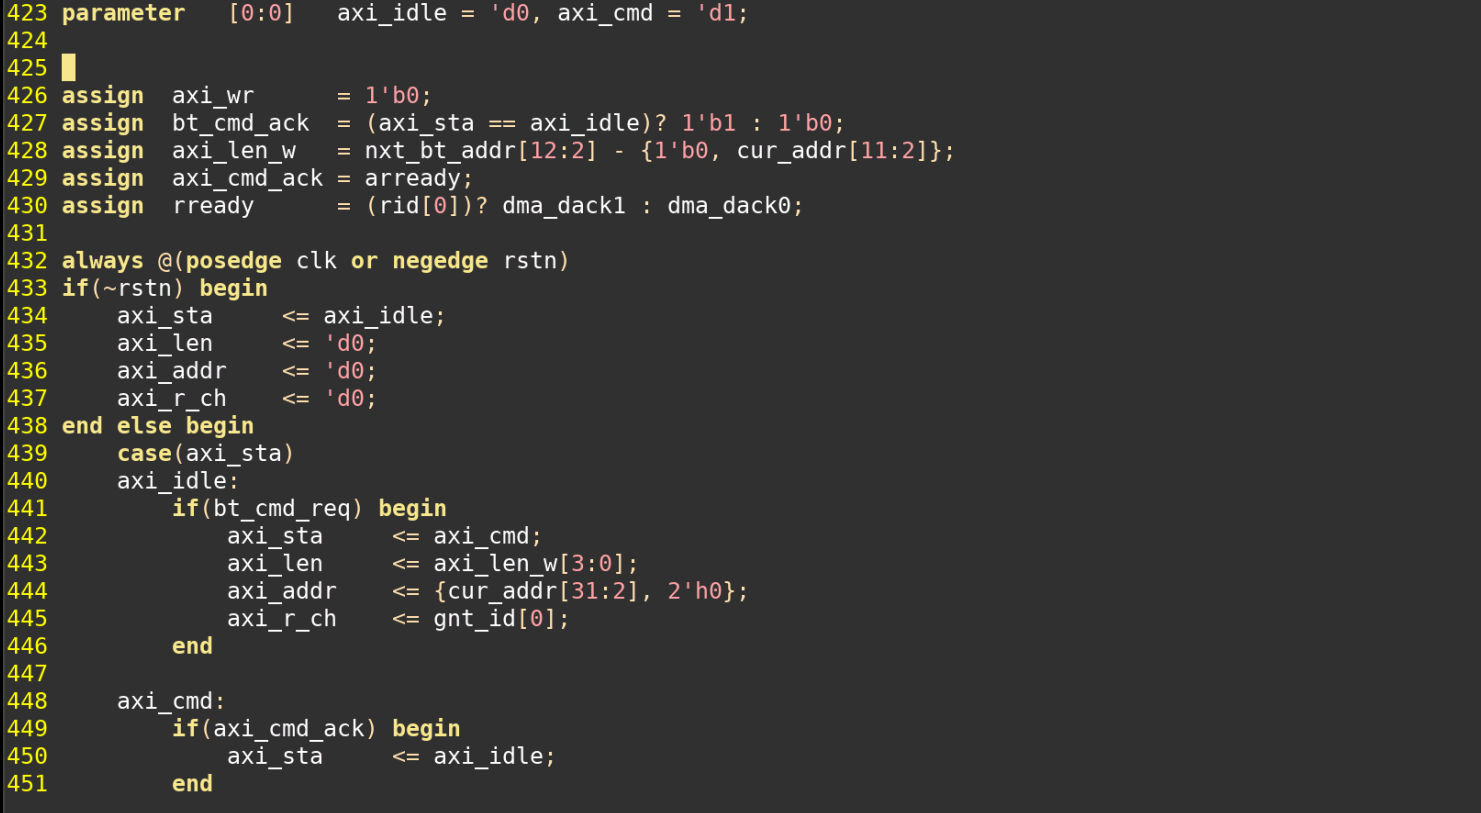 423 parameter   [0:0]   axi_idle = 'd0, axi_cmd = 'd1;
424
425
426 assign  axi_wr      = 1'b0;
427 assign  bt_cmd_ack  = (axi_sta == axi_idle)? 1'b1 : 1'b0;
428 assign  axi_len_w   = nxt_bt_addr[12:2] - {1'b0, cur_addr[11:2]};
429 assign  axi_cmd_ack = arready;
430 assign  rready      = (rid[0])? dma_dack1 : dma_dack0;
431
432 always @(posedge clk or negedge rstn)
433 if(~rstn) begin
434     axi_sta     <= axi_idle;
435     axi_len     <= 'd0;
436     axi_addr    <= 'd0;
437     axi_r_ch    <= 'd0;
438 end else begin
439     case(axi_sta)
440     axi_idle:
441         if(bt_cmd_req) begin
442             axi_sta     <= axi_cmd;
443             axi_len     <= axi_len_w[3:0];
444             axi_addr    <= {cur_addr[31:2], 2'h0};
445             axi_r_ch    <= gnt_id[0];
446         end
447
448     axi_cmd:
449         if(axi_cmd_ack) begin
450             axi_sta     <= axi_idle;
451         end